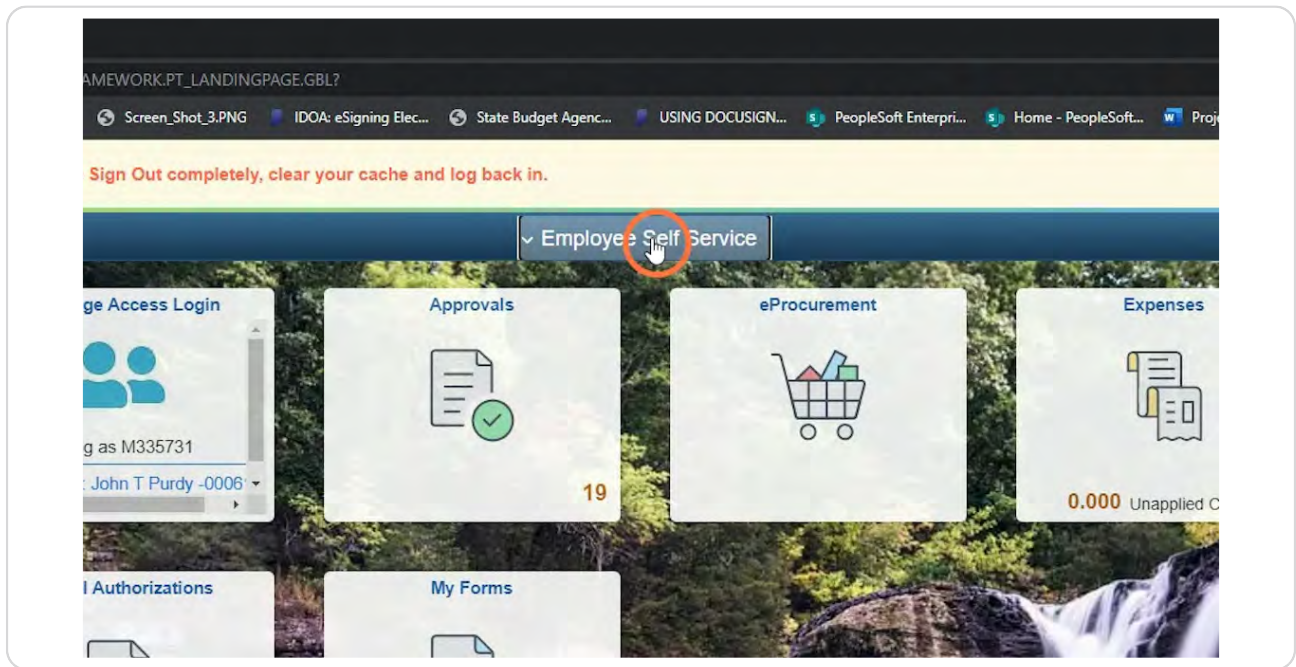 AMEWORK.PT_LANDINGPAGE.GBL?
Screen_Shot_3.PNG IDOA: eSigning Elec... State Budget Agenc... USING DOCUSIGN... PeopleSoft Enterpri... Home - PeopleSoft... Proje
Sign Out completely, clear your cache and log back in.
Employee Self Service
ge Access Login
Approvals
eProcurement
Expenses
g as M335731
: John T Purdy -0006
19
0.000 Unapplied C
l Authorizations
My Forms